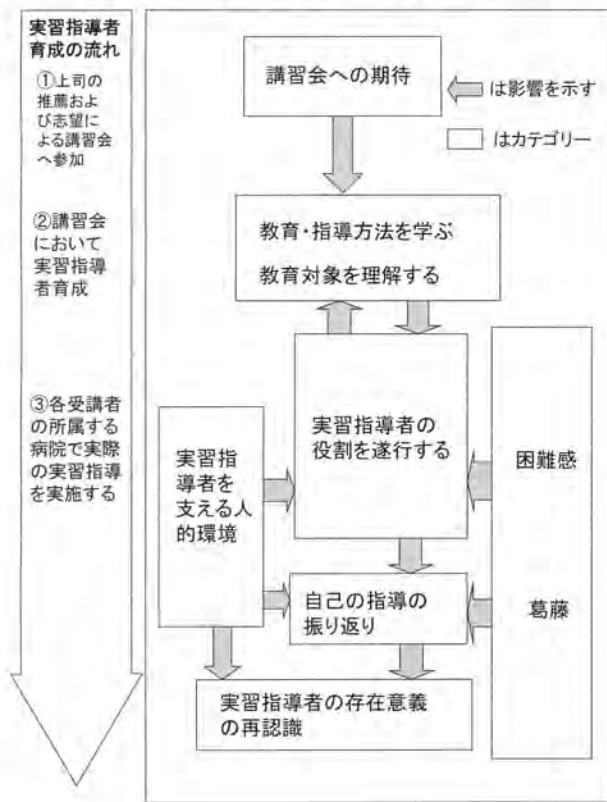 実習指導者
育成の流れ
①上司の
推薦およ
び志望に
よる講習会
へ参加
②講習会
において
実習指導
者育成
③各受講者
の所属する
病院で実際
の実習指導
を実施する
講習会への期待
は影響を示す
はカテゴリー
教育・指導方法を学ぶ
教育対象を理解する
実習指導者の
役割を遂行する
実習指
導者を
支える人
的環境
困難感
葛藤
自己の指導の
振り返り
実習指導者の存在意義
の再認識